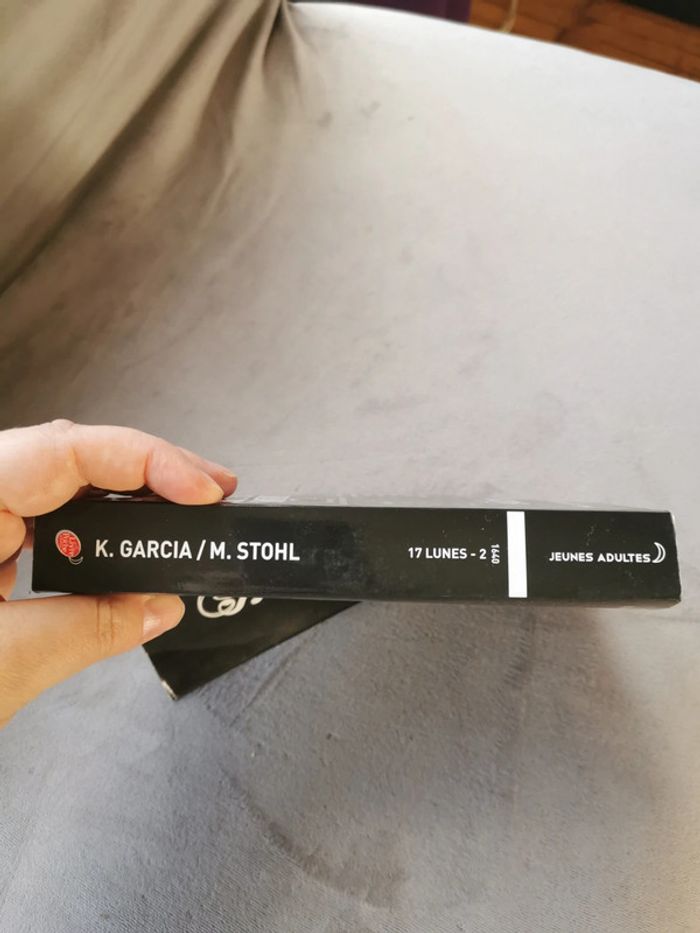 K. GARCIA / M. STOHL
17 LUNES - 2
1640
JEUNES ADULTES